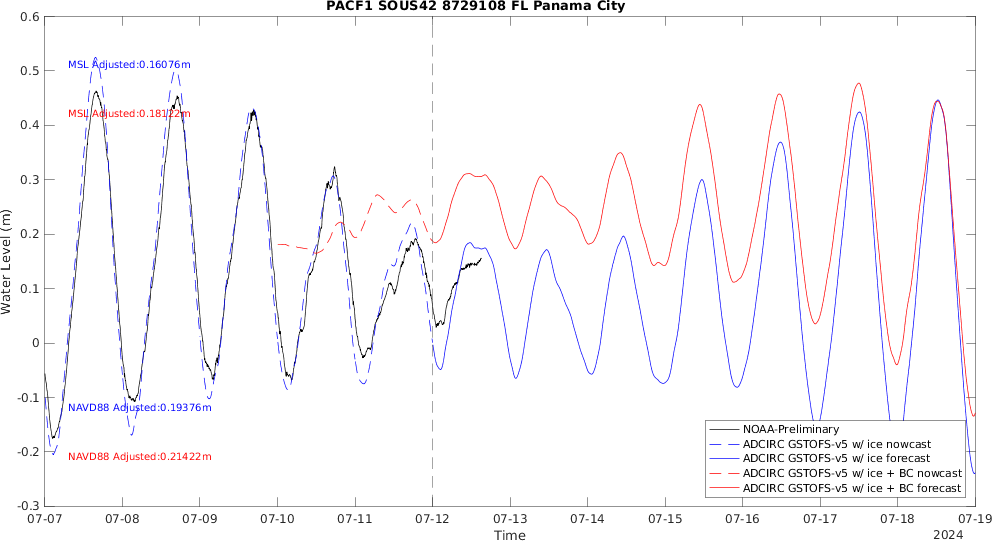 PACF1 SOUS42 8729108 FL Panama City
0.6
0.5
0.4
0.3
0.2
0.1
0
-0.1
-0.2
-0.3
Water Level (m)
MSL Adjusted:0.16076m
MSL Adjusted:0.18122m
NAVD88 Adjusted:0.19376m
NAVD88 Adjusted:0.21422m
NOAA-Preliminary
ADCIRC GSTOFS-v5 w/ ice nowcast
ADCIRC GSTOFS-v5 w/ ice forecast
ADCIRC GSTOFS-v5 w/ ice + BC nowcast
ADCIRC GSTOFS-v5 w/ ice + BC forecast
07-07 07-08 07-09 07-10 07-11 07-12 07-13 07-14 07-15 07-16 07-17 07-18 07-19
Time
2024